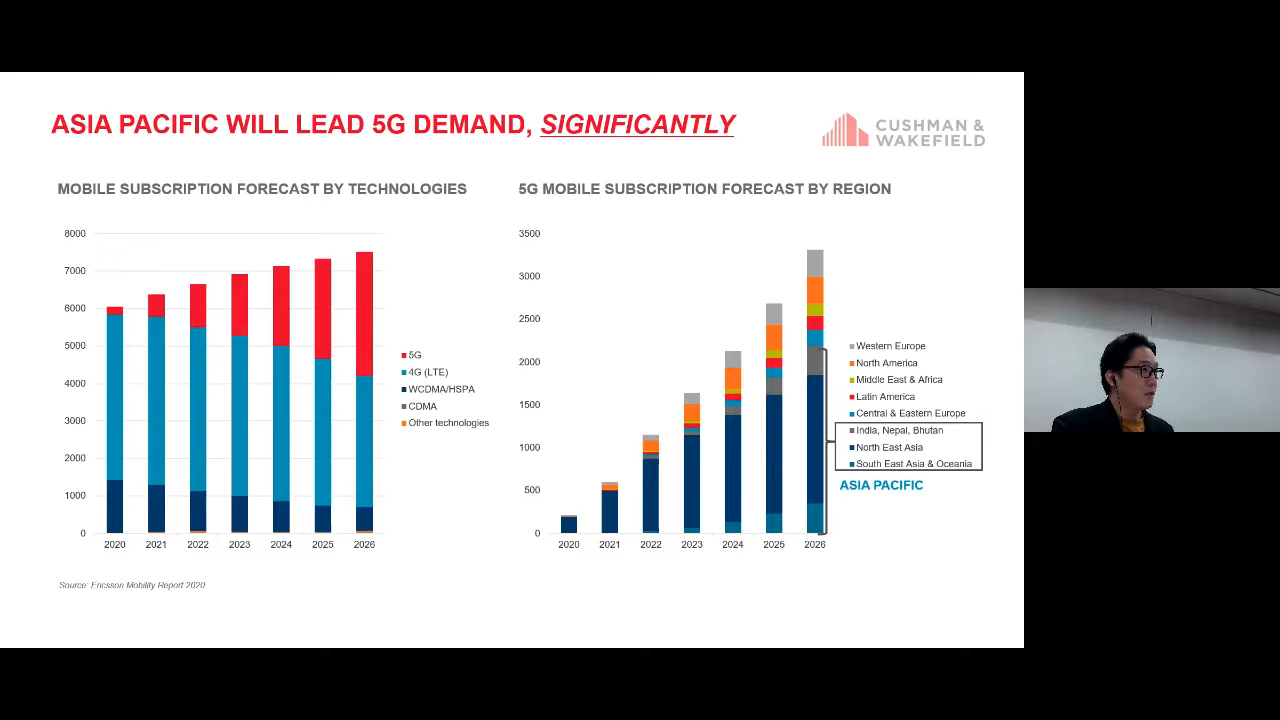 ASIA PACIFIC WILL LEAD 5G DEMAND, SIGNIFICANTLY
CUSHMAN &
WAKEFIELD
MOBILE SUBSCRIPTION FORECAST BY TECHNOLOGIES
8000
7000
6000
5000
4000
3000
2000
1000
0
2020 2021 2022 2023 2024 2025 2026
5G
4G (LTE)
WCDMA/HSPA
CDMA
Other technologies
5G MOBILE SUBSCRIPTION FORECAST BY REGION
3500
3000
2500
2000
1500
1000
500
0
2020 2021 2022 2023 2024 2025 2026
Western Europe
North America
Middle East & Africa
Latin America
Central & Eastern Europe
India, Nepal, Bhutan
North East Asia
South East Asia & Oceania
ASIA PACIFIC
Source: Ericsson Mobility Report 2020